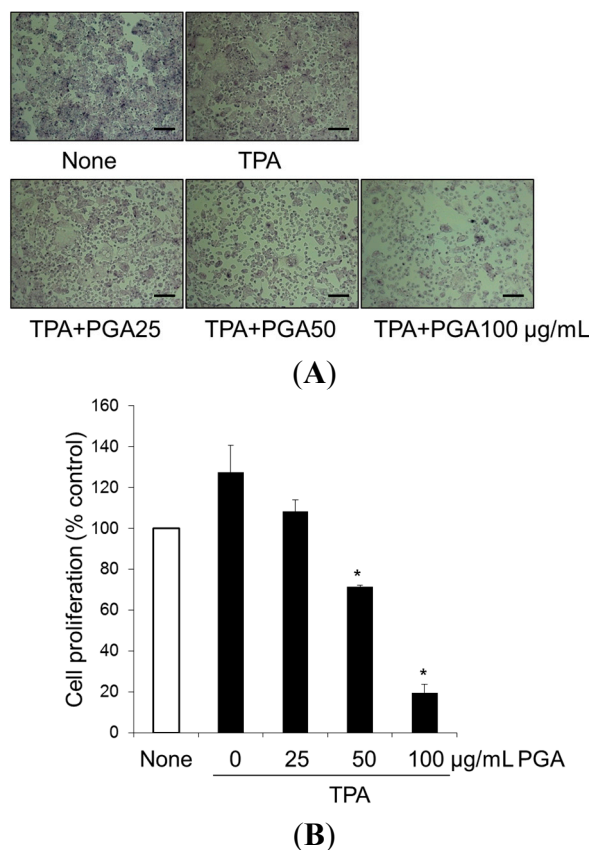 None TPA
TPA+PGA25 TPA+PGA50 TPA+PGA100 µg/mL
(A)
160
140
120
100
80
60
40
20
0
Cell proliferation (% control)
*
*
None 0 25 50 100 µg/mL PGA
TPA
(B)